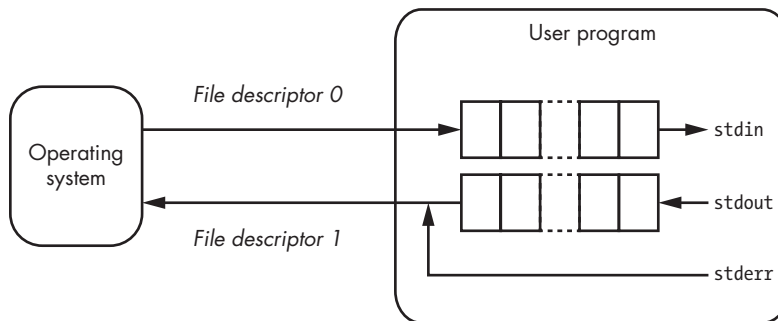 User program
File descriptor 0
Operating
system
stdin
stdout
File descriptor 1
stderr